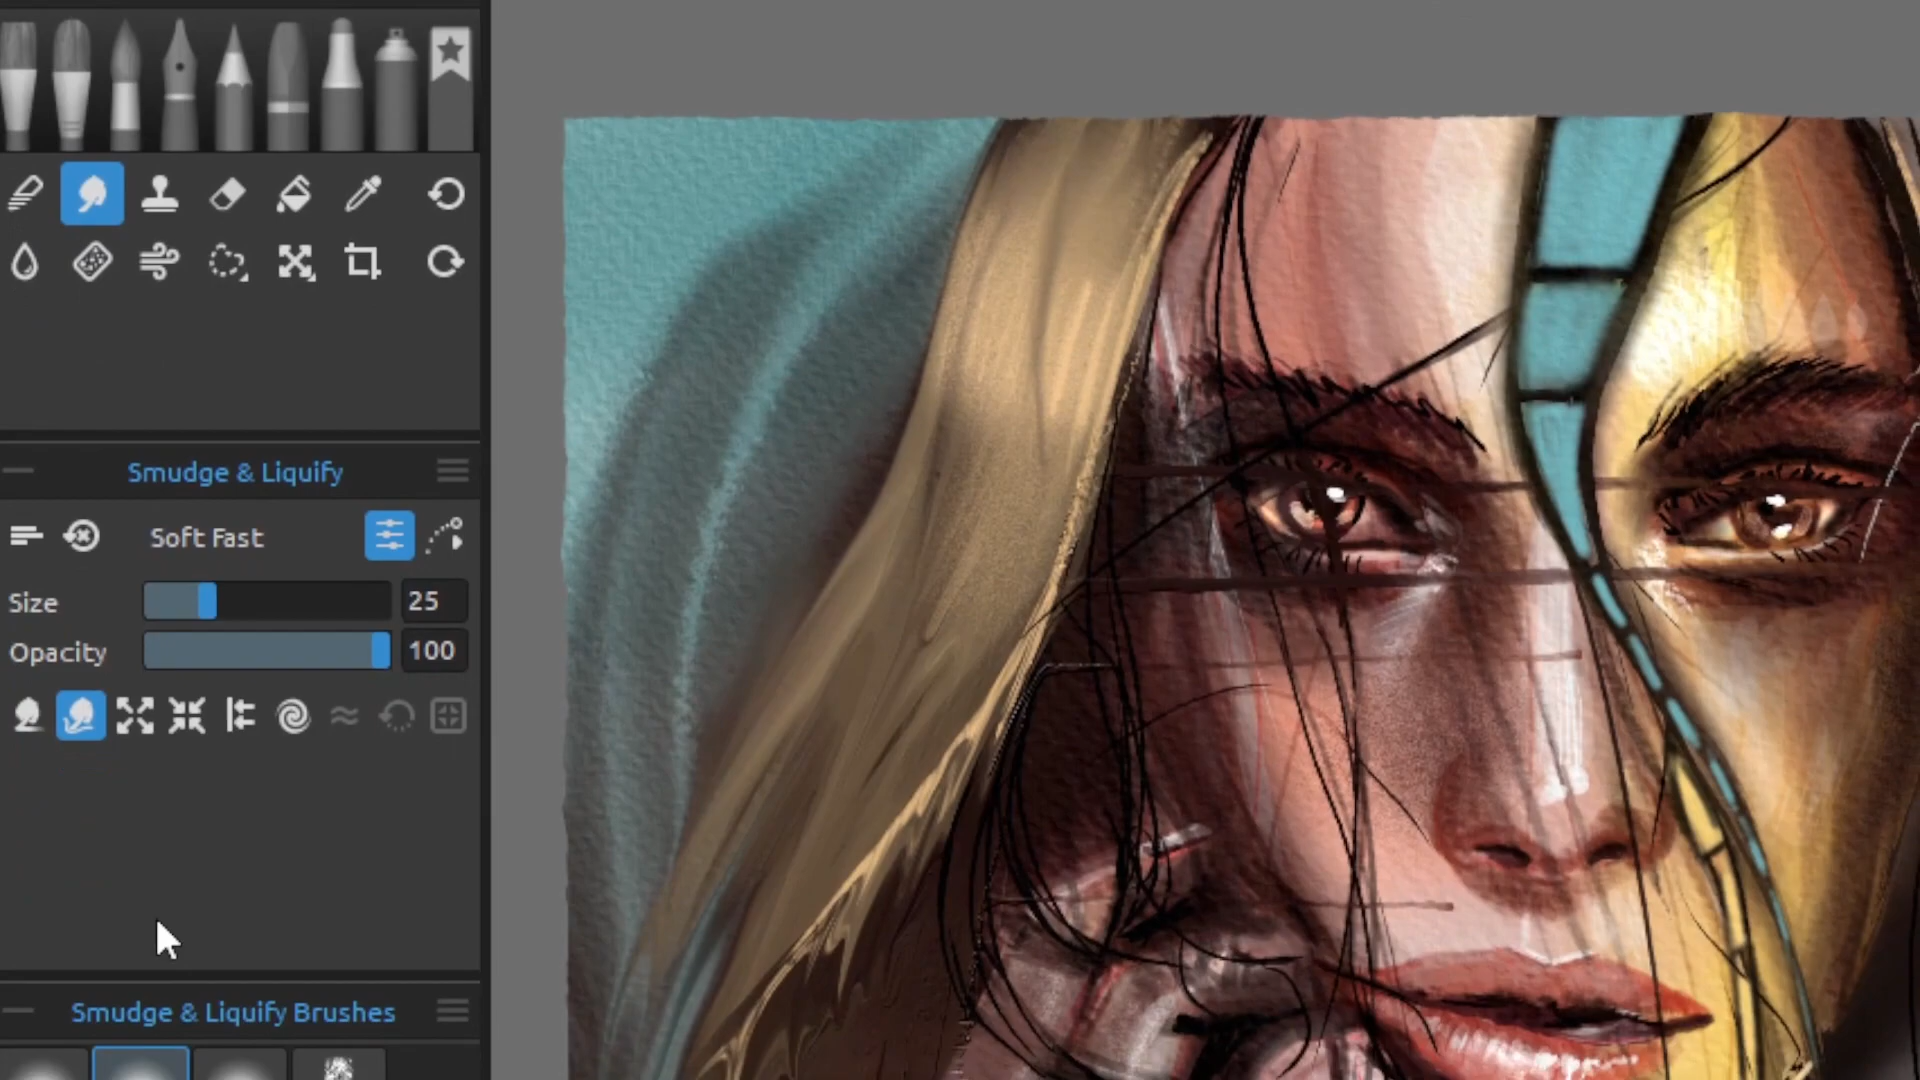 Smudge & Liquify
Soft Fast
Size 25
Opacity 100
Smudge & Liquify Brushes